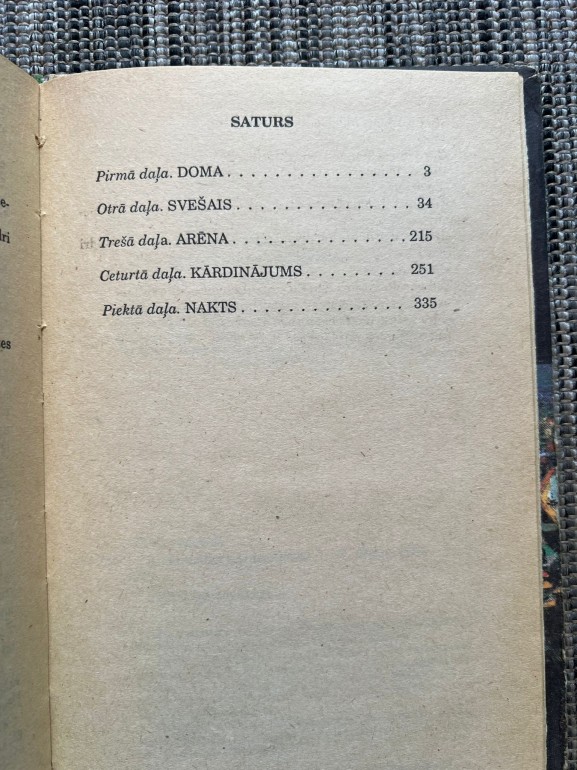 SATURS
Pirmā daļa. DOMA . . . . . . . . . . . . . . . . . 3
Otrā daļa. SVEŠAIS . . . . . . . . . . . . . . . 34
Trešā daļa. ARĒNA . . . . . . . . . . . . . . . 215
Ceturtā daļa. KĀRDINĀJUMS . . . . . . . . 251
Piektā daļa. NAKTS . . . . . . . . . . . . . . 335